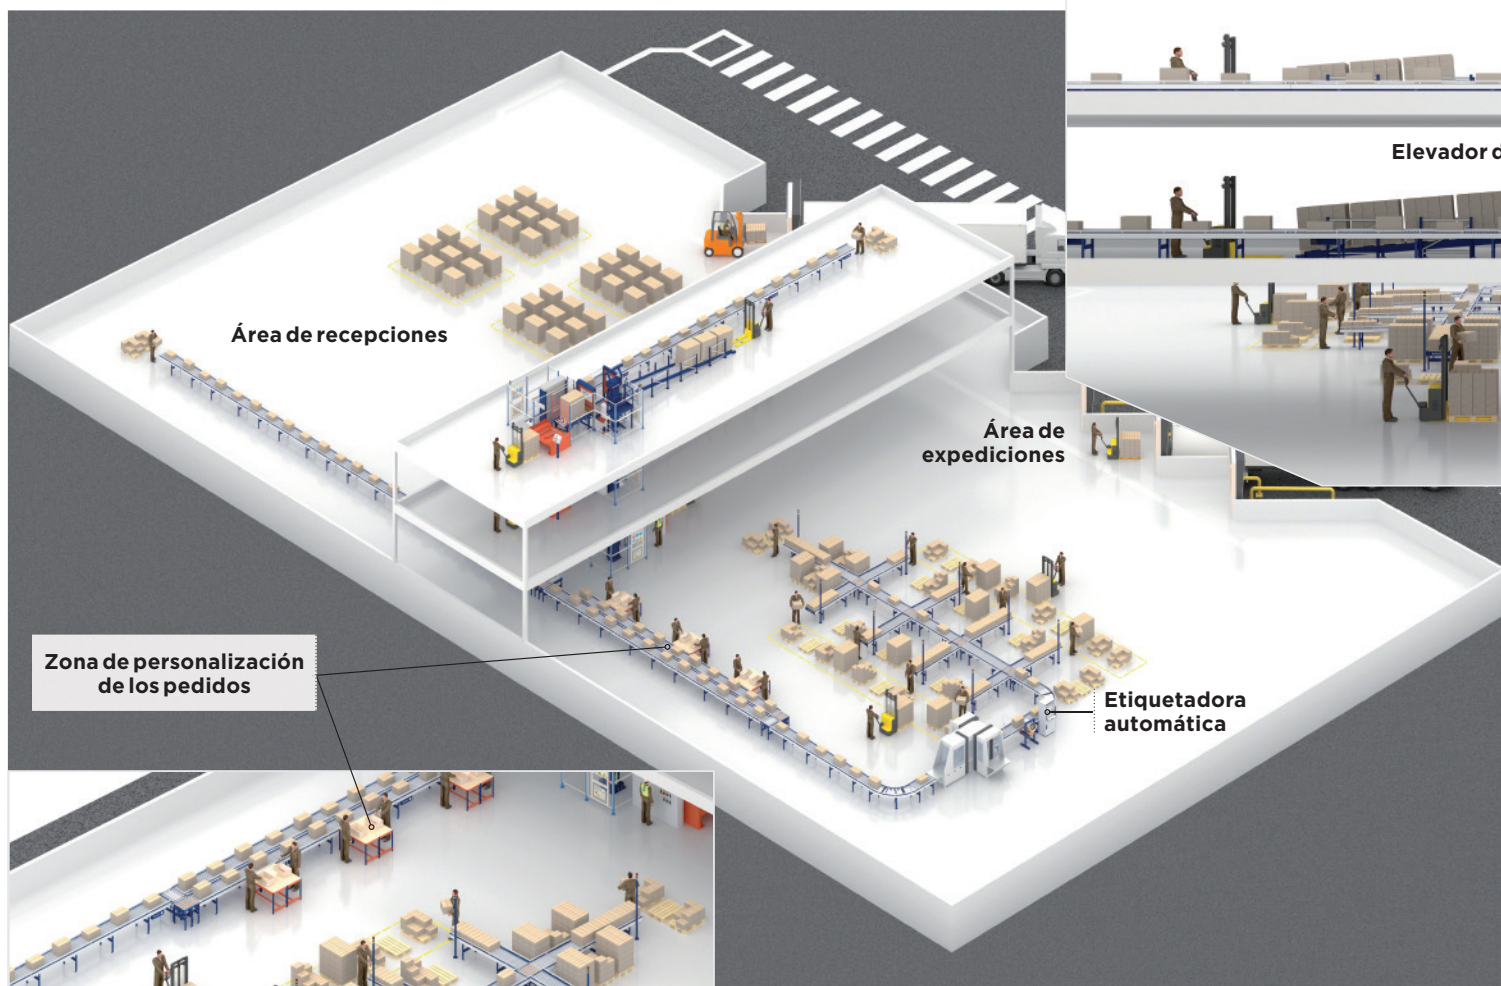 Elevador d
Área de recepciones
Área de
expediciones
Zona de personalización
de los pedidos
Etiquetadora
automática